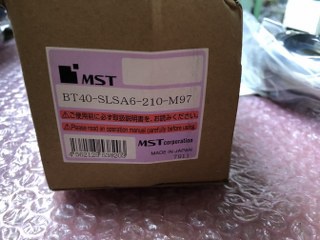 MST
BT40-SLSA6-210-M97
⚠ご使用前に必ず取扱説明書を、お読みください。
⚠Please read an operation manual carefully before using.
MST corporation
MADE IN JAPAN